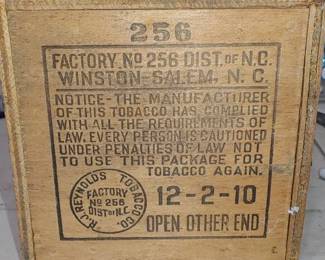 256
FACTORY Nº 256 DIST. OF N.C.
WINSTON-SALEM, N. C.
NOTICE-THE MANUFACTURER
OF THIS TOBACCO HAS COMPLIED
WITH ALL THE REQUIREMENTS OF
LAW. EVERY PERSON IS CAUTIONED
UNDER PENALTIES OF LAW NOT
TO USE THIS PACKAGE FOR
TOBACCO AGAIN.
R.J. REYNOLDS TOBACCO CO.
FACTORY
Nº 256
DIST OF N.C.
12-2-10
OPEN OTHER END